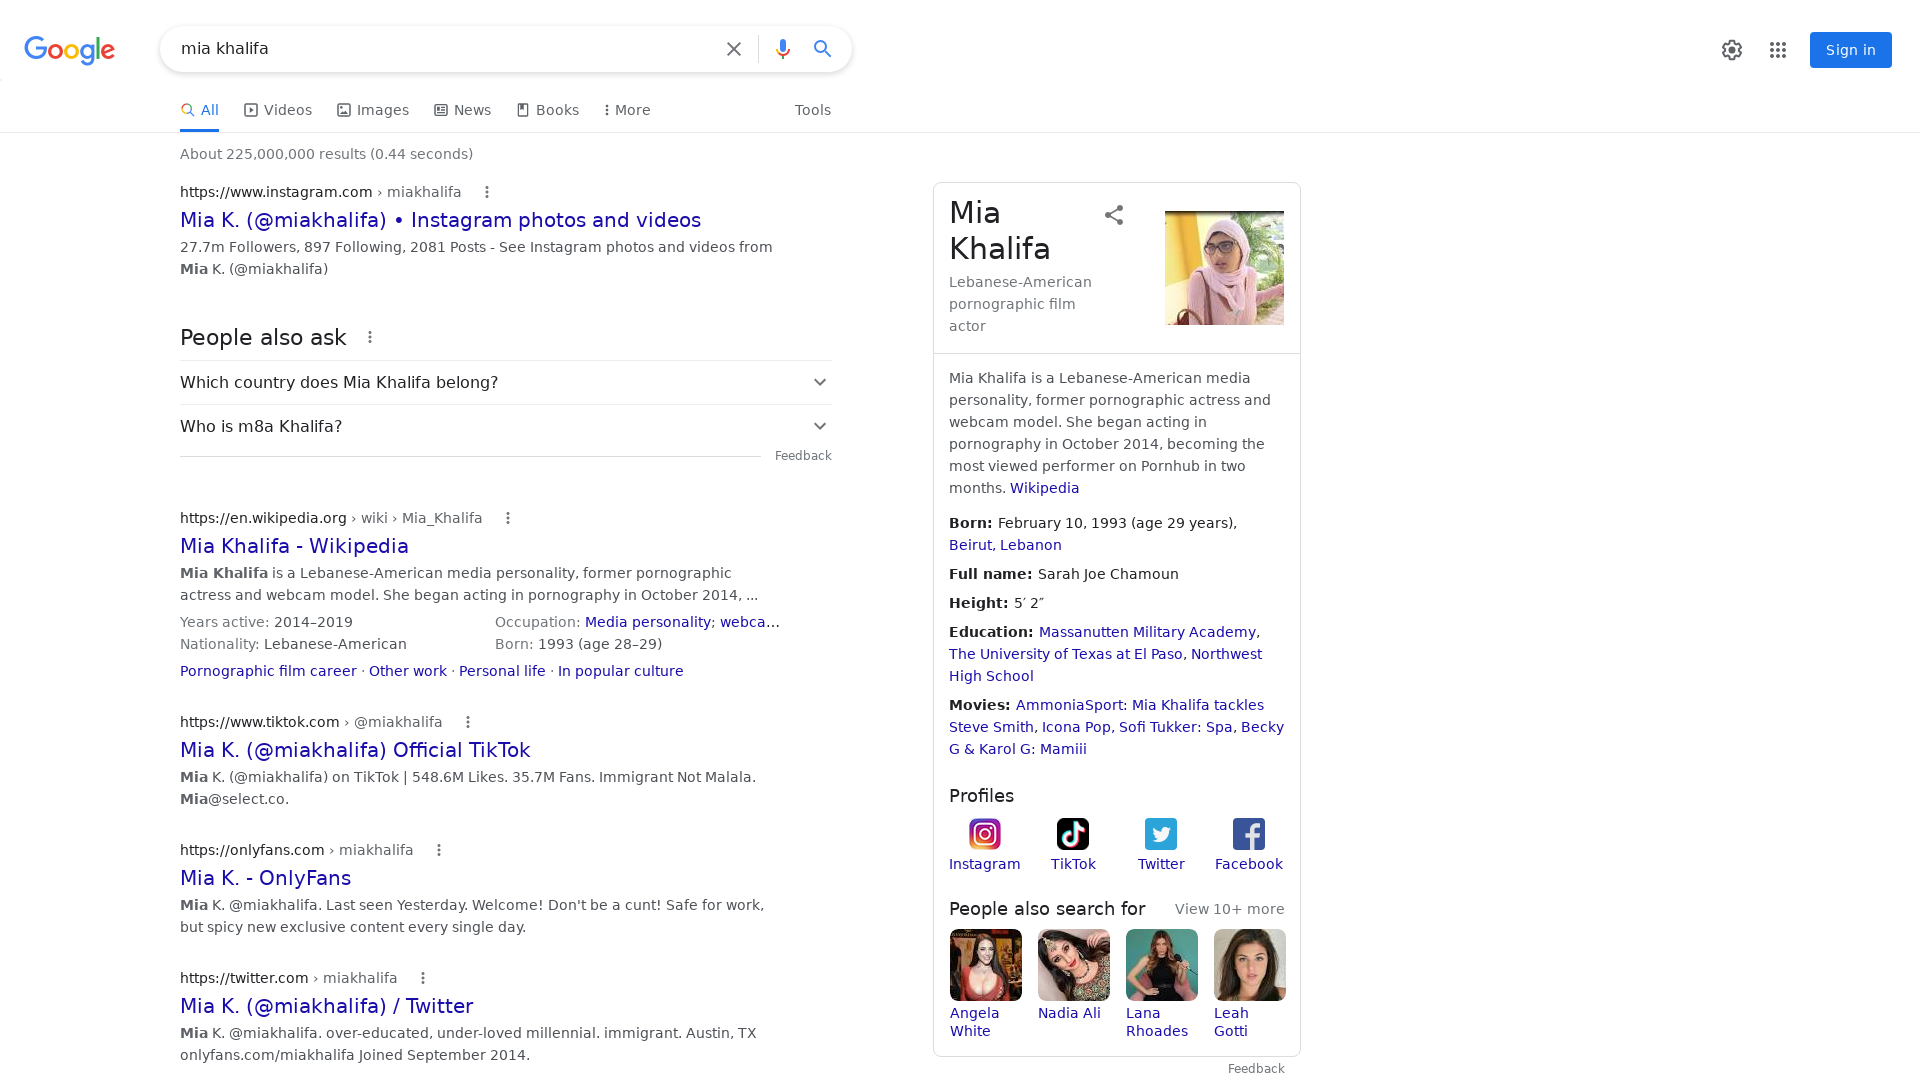 Google
mia khalifa
Sign in
All
Videos
Images
News
Books
More
Tools
About 225,000,000 results (0.44 seconds)
https://www.instagram.com › miakhalifa
Mia K. (@miakhalifa) • Instagram photos and videos
27.7m Followers, 897 Following, 2081 Posts - See Instagram photos and videos from
Mia K. (@miakhalifa)
People also ask
Which country does Mia Khalifa belong?
Who is m8a Khalifa?
Feedback
https://en.wikipedia.org › wiki › Mia_Khalifa
Mia Khalifa - Wikipedia
Mia Khalifa is a Lebanese-American media personality, former pornographic
actress and webcam model. She began acting in pornography in October 2014, ...
Years active: 2014–2019
Occupation: Media personality; webca...
Nationality: Lebanese-American
Born: 1993 (age 28–29)
Pornographic film career · Other work · Personal life · In popular culture
https://www.tiktok.com › @miakhalifa
Mia K. (@miakhalifa) Official TikTok
Mia K. (@miakhalifa) on TikTok | 548.6M Likes. 35.7M Fans. Immigrant Not Malala.
Mia@select.co.
https://onlyfans.com › miakhalifa
Mia K. - OnlyFans
Mia K. @miakhalifa. Last seen Yesterday. Welcome! Don't be a cunt! Safe for work,
but spicy new exclusive content every single day.
https://twitter.com › miakhalifa
Mia K. (@miakhalifa) / Twitter
Mia K. @miakhalifa. over-educated, under-loved millennial. immigrant. Austin, TX
onlyfans.com/miakhalifa Joined September 2014.
Mia
Khalifa
Lebanese-American
pornographic film
actor
Mia Khalifa is a Lebanese-American media
personality, former pornographic actress and
webcam model. She began acting in
pornography in October 2014, becoming the
most viewed performer on Pornhub in two
months. Wikipedia
Born: February 10, 1993 (age 29 years),
Beirut, Lebanon
Full name: Sarah Joe Chamoun
Height: 5′ 2″
Education: Massanutten Military Academy,
The University of Texas at El Paso, Northwest
High School
Movies: AmmoniaSport: Mia Khalifa tackles
Steve Smith, Icona Pop, Sofi Tukker: Spa, Becky
G & Karol G: Mamiii
Profiles
Instagram
TikTok
Twitter
Facebook
People also search for
View 10+ more
Angela
White
Nadia Ali
Lana
Rhoades
Leah
Gotti
Feedback